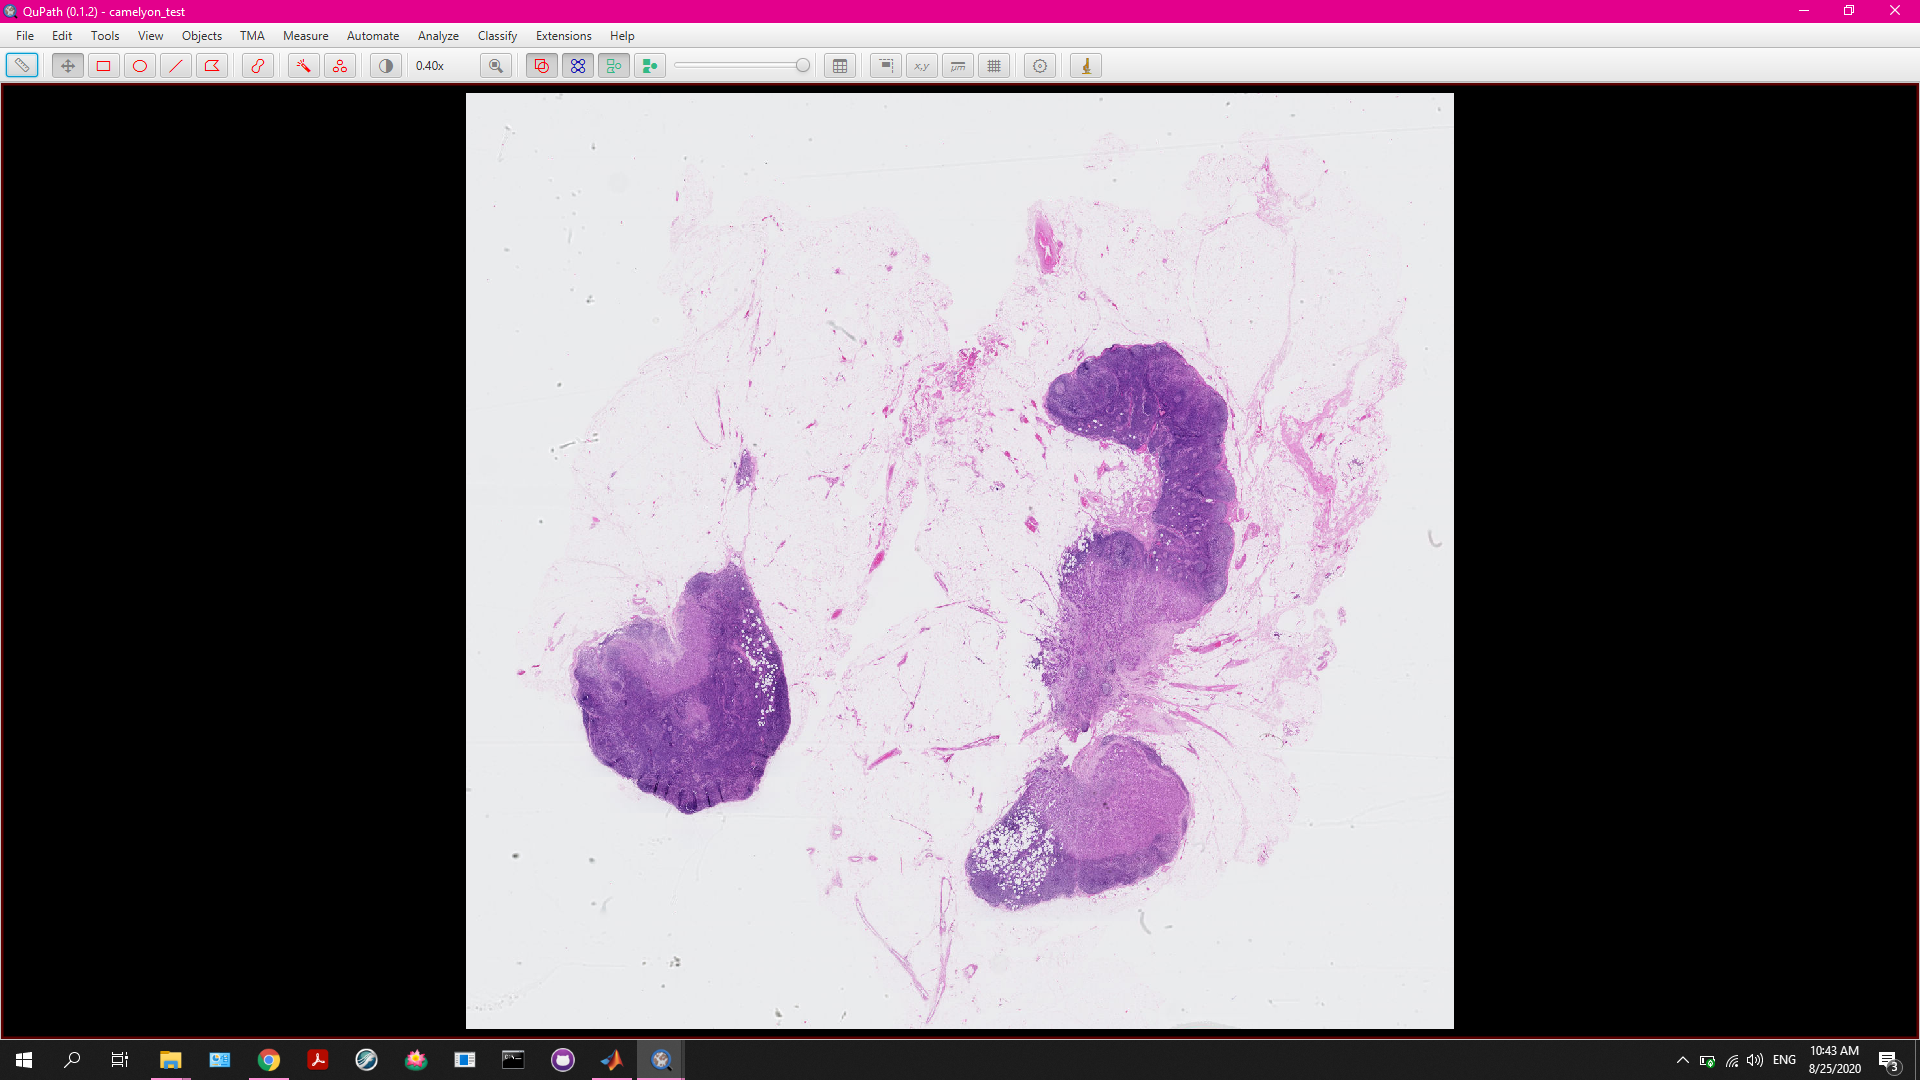 QuPath (0.1.2) - camelyon_test
File Edit Tools View Objects TMA Measure Automate Analyze Classify Extensions Help
0.40x x,y μm
ENG 10:43 AM
8/25/2020 3